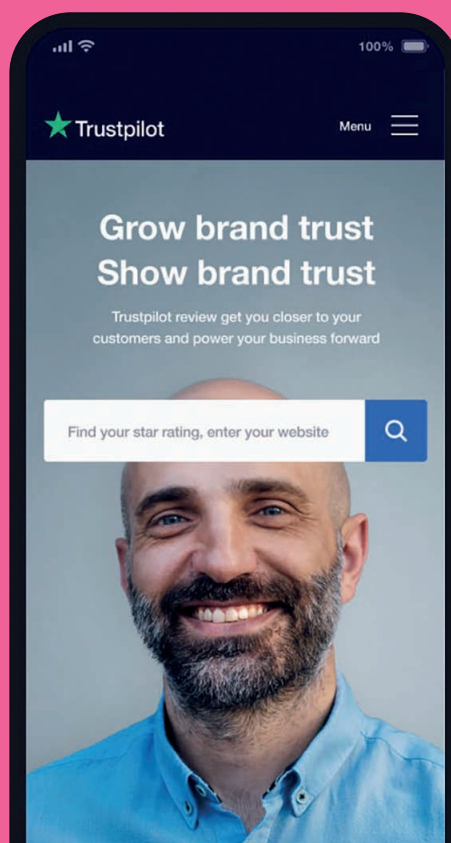 100%
Trustpilot
Menu
Grow brand trust
Show brand trust
Trustpilot review get you closer to your
customers and power your business forward
Find your star rating, enter your website